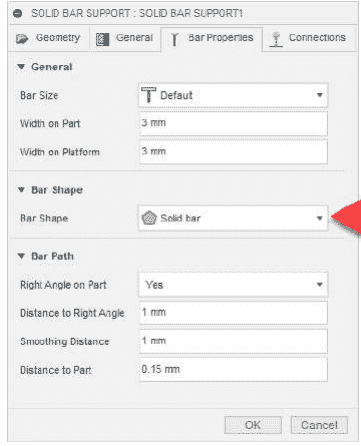 SOLID BAR SUPPORT : SOLID BAR SUPPORT1
Geometry General Bar Properties Connections
General
Bar Size Defaut
Width on Part 3 mm
Width on Platform 3 mm
Bar Shape
Bar Shape Solid bar
Bar Path
Right Angle on Part Yes
Distance to Right Angle 1 mm
Smoothing Distance 1 mm
Distance to Part 0.15 mm
OK Cancel